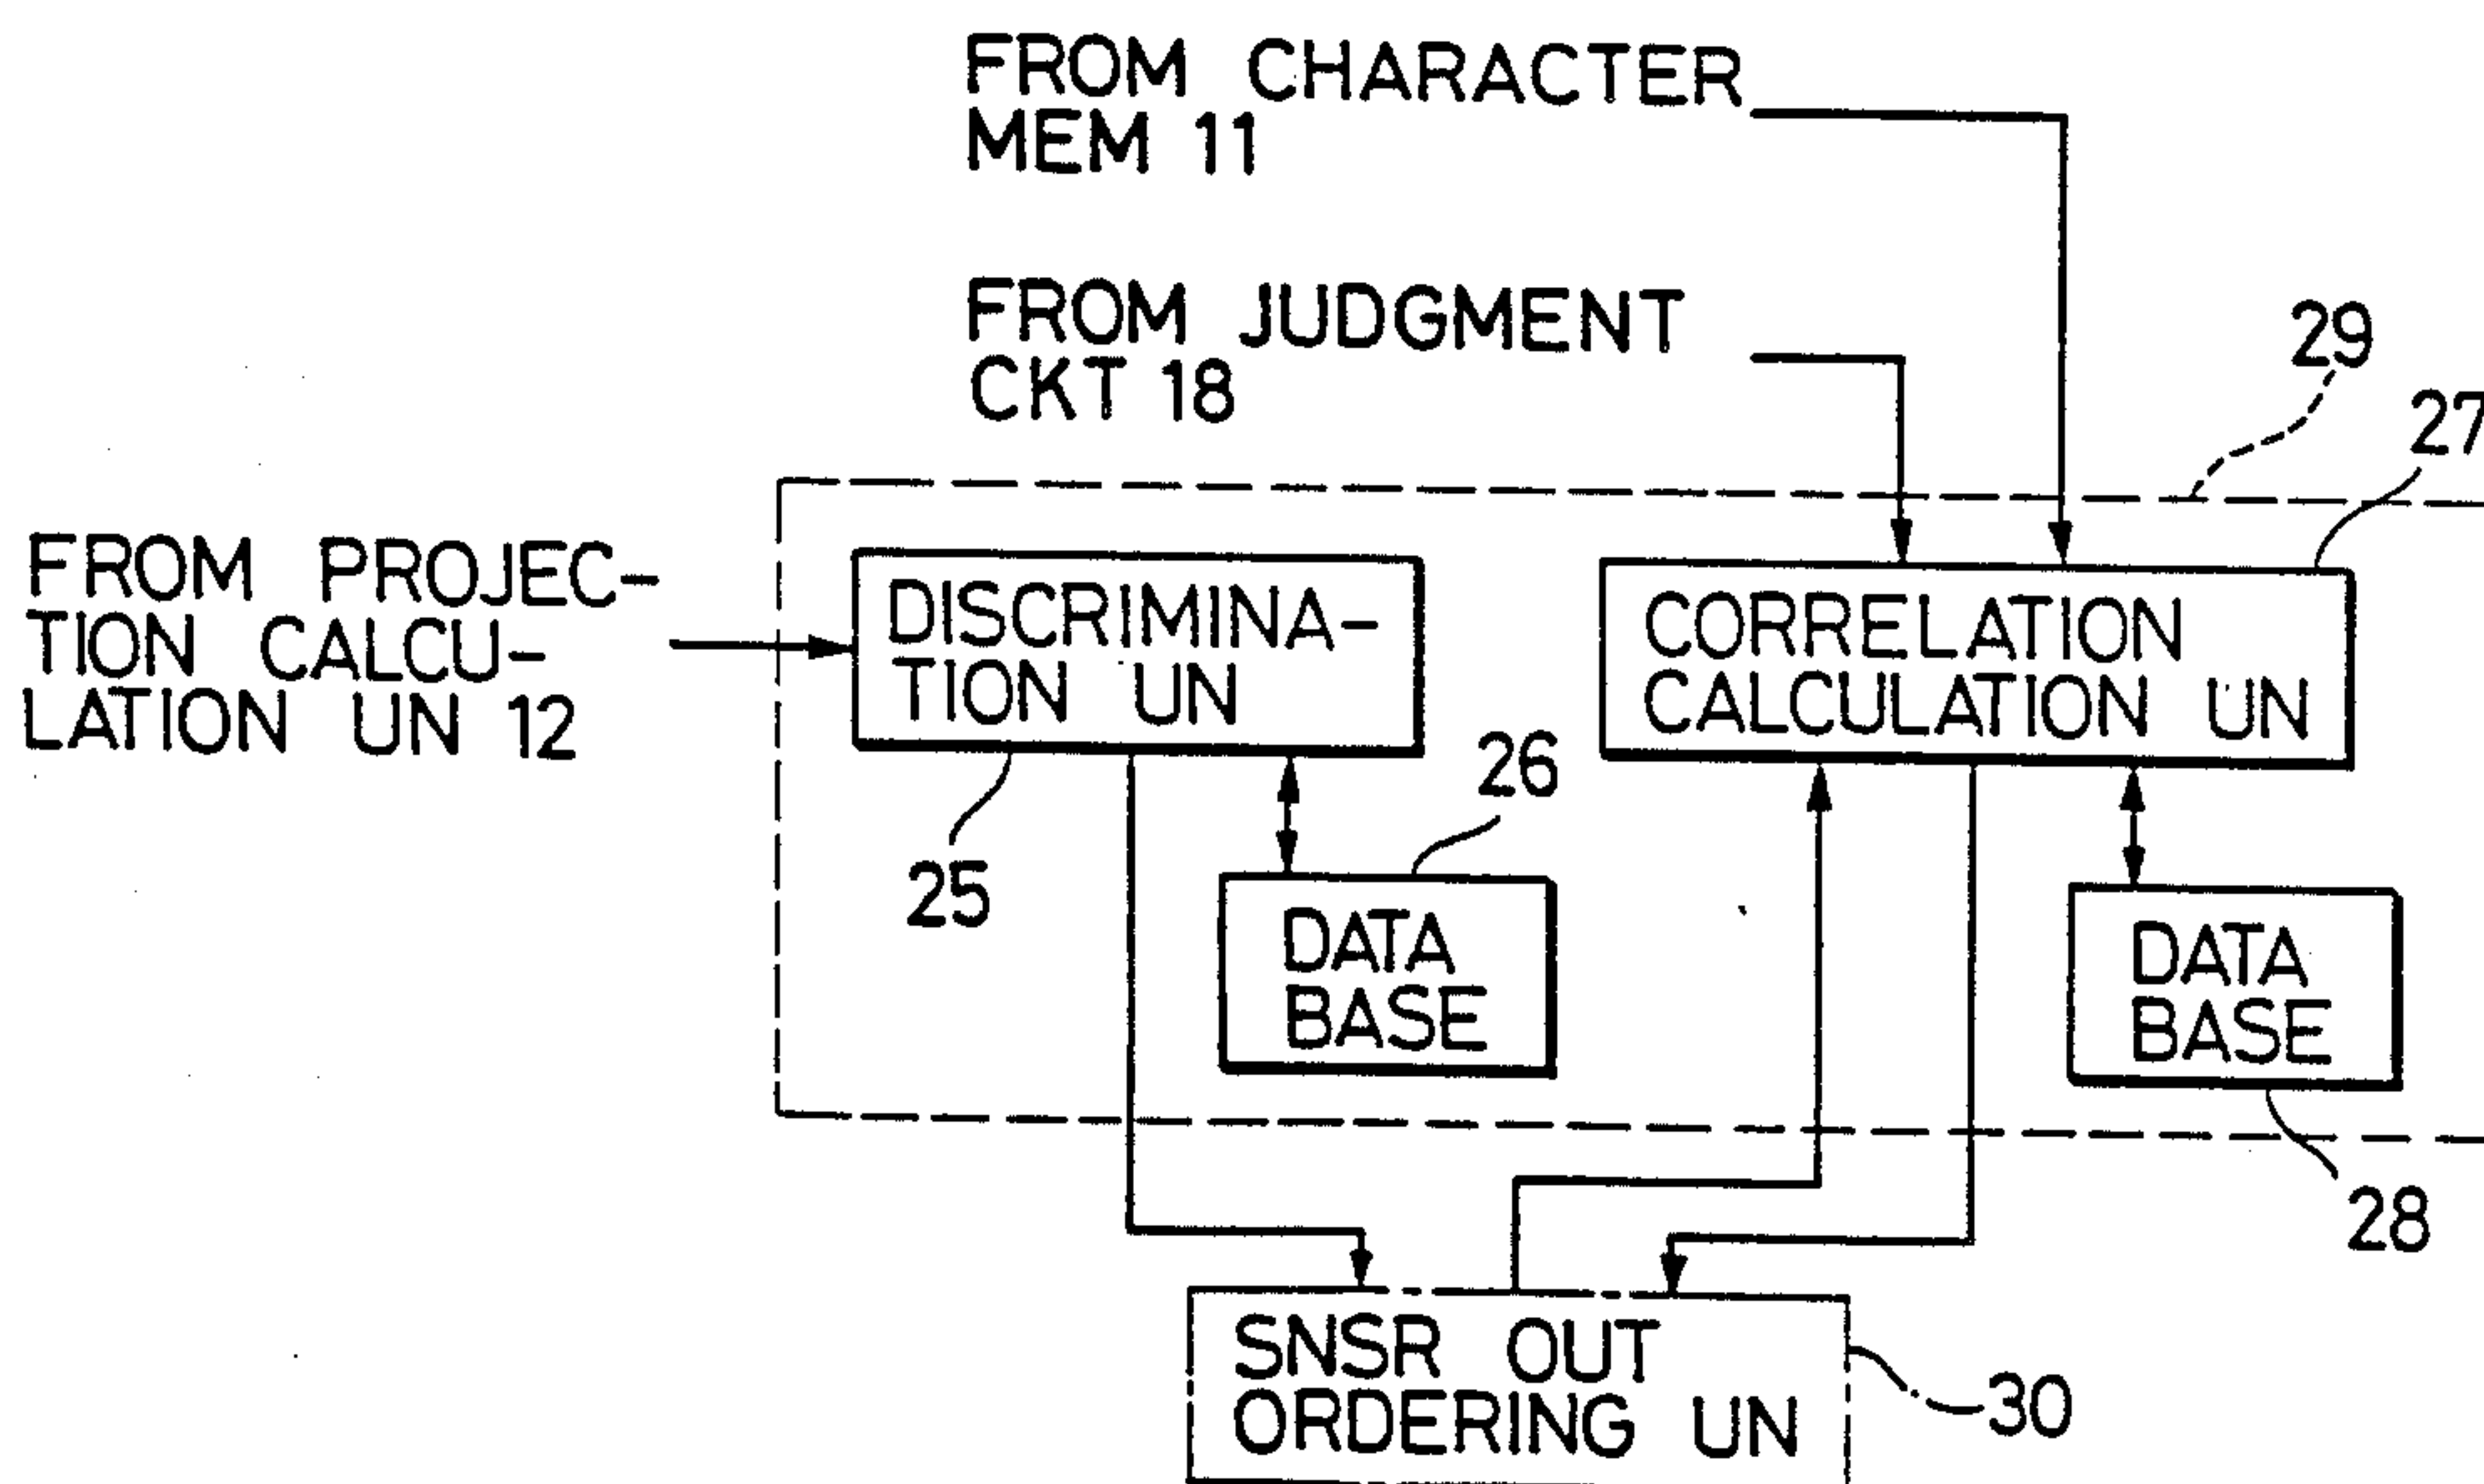 FROM CHARACTER
MEM 11
FROM JUDGMENT
CKT 18
29
27
FROM PROJEC-
TION CALCU-
LATION UN 12
DISCRIMINA-
TION UN
CORRELATION
CALCULATION UN
25
26
DATA
BASE
DATA
BASE
28
SNSR OUT
ORDERING UN
30